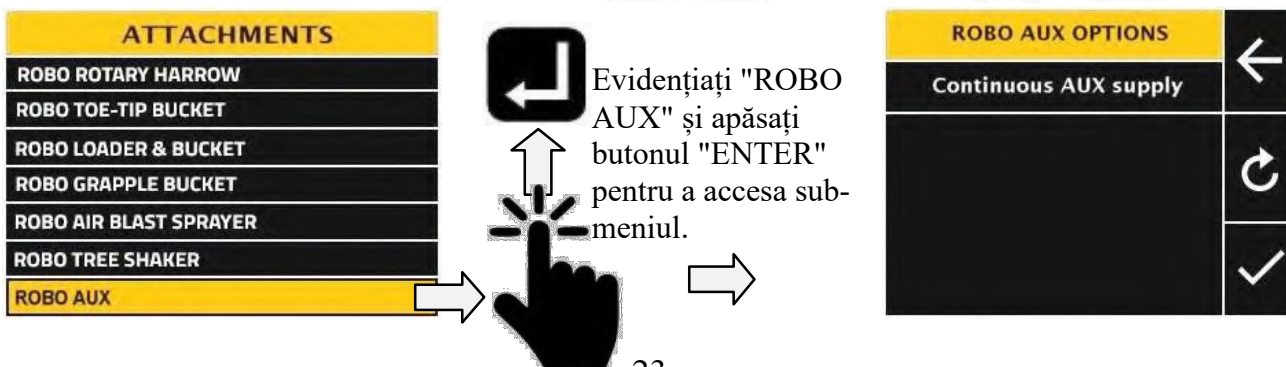 ATTACHMENTS
ROBO ROTARY HARROW
ROBO TOE-TIP BUCKET
ROBO LOADER & BUCKET
ROBO GRAPPLE BUCKET
ROBO AIR BLAST SPRAYER
ROBO TREE SHAKER
ROBO AUX
Evidențiați "ROBO
AUX" și apăsați
butonul "ENTER"
pentru a accesa sub-
meniul.
ROBO AUX OPTIONS
Continuous AUX supply